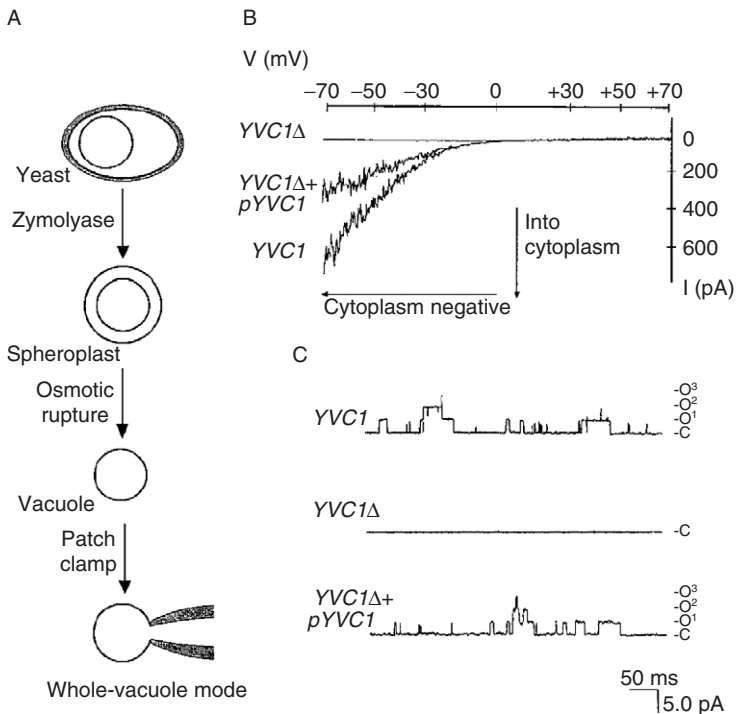 A
Yeast
Zymolyase
Spheroplast
Osmotic
rupture
Vacuole
Patch
clamp
Whole-vacuole mode
B
V (mV)
−70 −50 −30 0 +30 +50 +70
YVC1Δ
YVC1Δ+
pYVC1
YVC1
0
200
400
600
I (pA)
Into
cytoplasm
Cytoplasm negative
C
YVC1
-O³
-O²
-O¹
-C
YVC1Δ
-C
YVC1Δ+
pYVC1
-O³
-O²
-O¹
-C
50 ms
5.0 pA